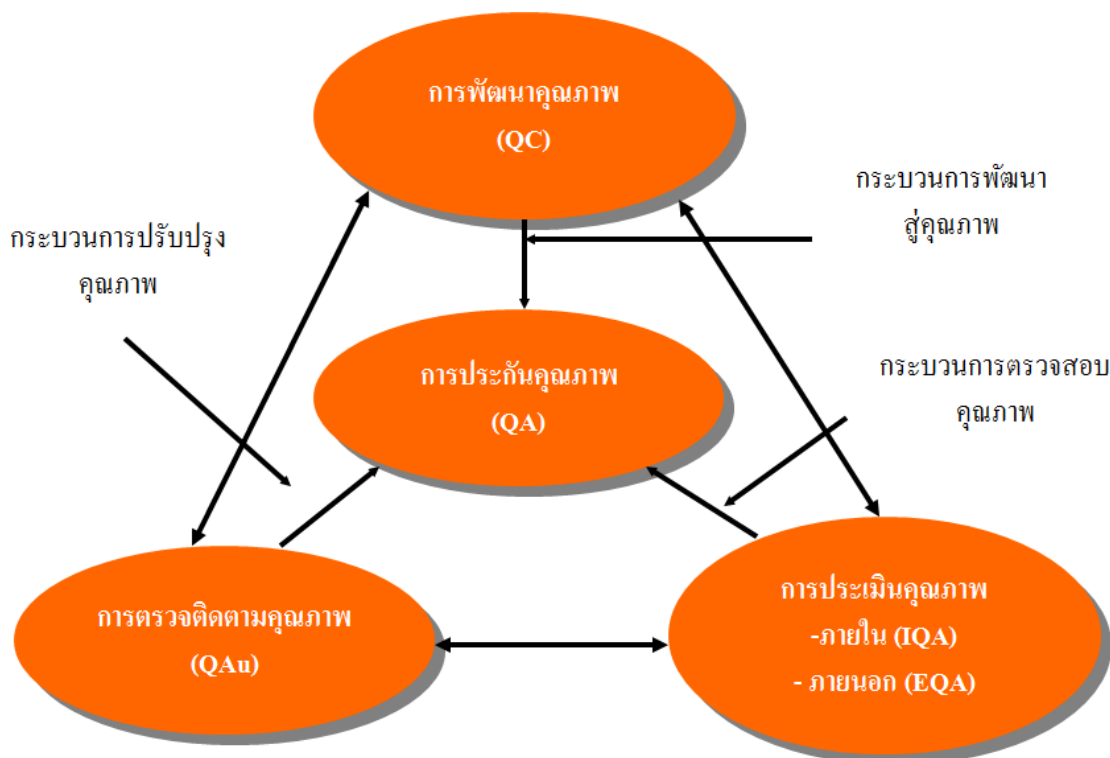 การพัฒนาคุณภาพ
(QC)
กระบวนการพัฒนา
สู่คุณภาพ
กระบวนการปรับปรุง
คุณภาพ
การประกันคุณภาพ
(QA)
กระบวนการตรวจสอบ
คุณภาพ
การตรวจติดตามคุณภาพ
(QAu)
การประเมินคุณภาพ
-ภายใน (IQA)
- ภายนอก (EQA)